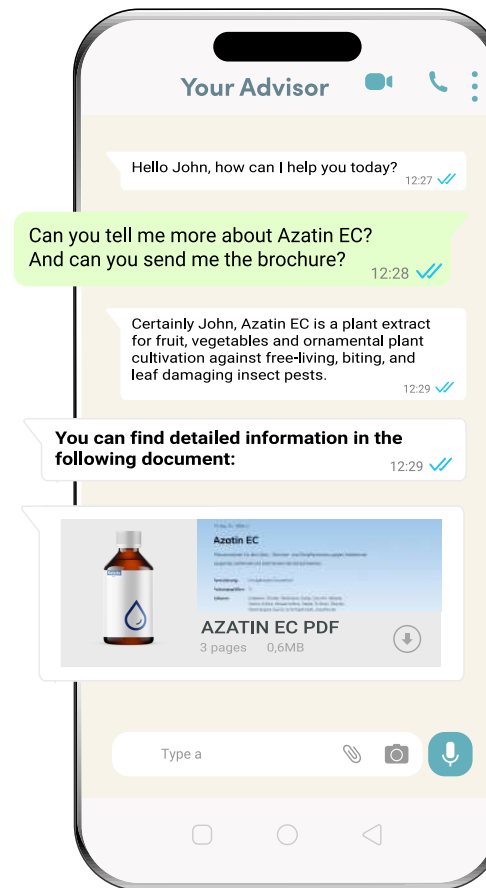 Your Advisor
Hello John, how can I help you today?
12:27
Can you tell me more about Azatin EC?
And can you send me the brochure?
12:28
Certainly John, Azatin EC is a plant extract
for fruit, vegetables and ornamental plant
cultivation against free-living, biting, and
leaf damaging insect pests.
12:29
You can find detailed information in the
following document:
12:29
Azatin EC
AZATIN EC PDF
3 pages 0,6MB
Type a